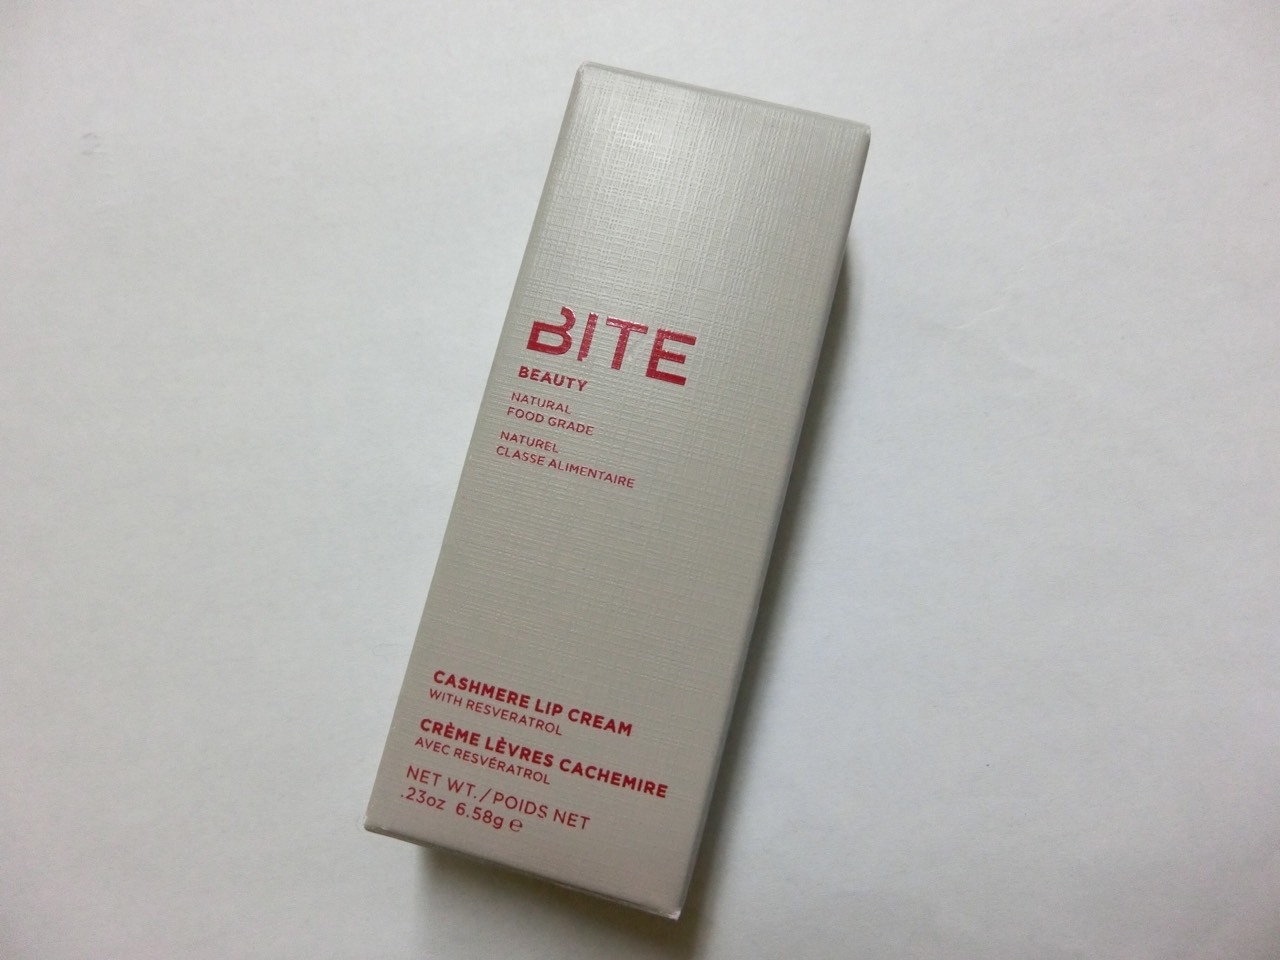 BITE
BEAUTY
NATURAL
FOOD GRADE
NATUREL
CLASSE ALIMENTAIRE
CASHMERE LIP CREAM
WITH RESVERATROL
CRÈME LÈVRES CACHEMIRE
AVEC RESVÉRATROL
NET WT./POIDS NET
.23oz 6.58g ℮